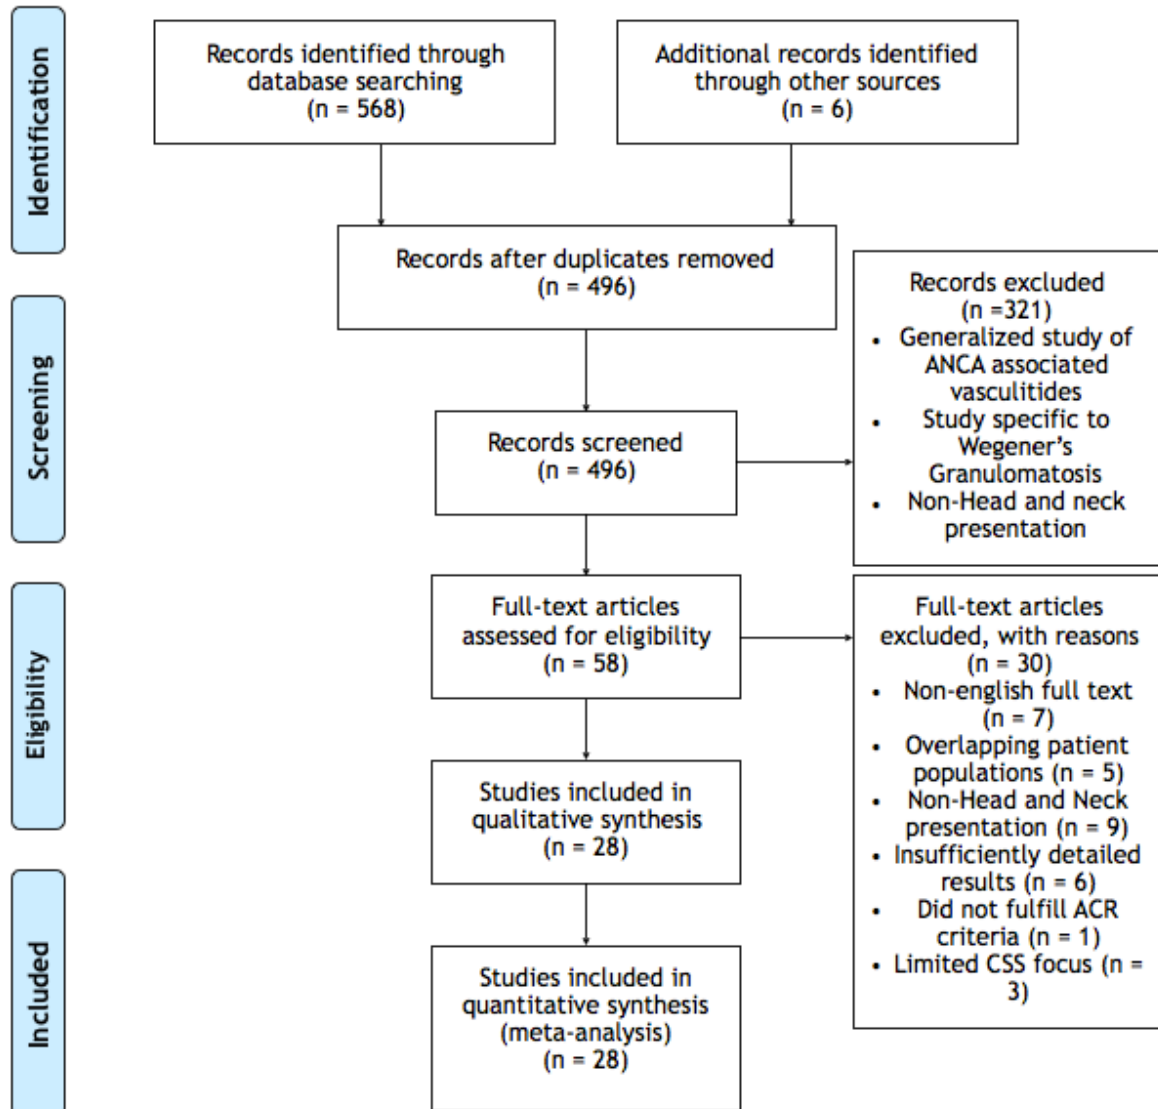 Identification
Records identified through
database searching
(n = 568)
Additional records identified
through other sources
(n = 6)
Records after duplicates removed
(n = 496)
Screening
Records screened
(n = 496)
Records excluded
(n =321)
• Generalized study of
ANCA associated
vasculitides
• Study specific to
Wegener’s
Granulomatosis
• Non-Head and neck
presentation
Eligibility
Full-text articles
assessed for eligibility
(n = 58)
Full-text articles
excluded, with reasons
(n = 30)
• Non-english full text
(n = 7)
• Overlapping patient
populations (n = 5)
• Non-Head and Neck
presentation (n = 9)
• Insufficiently detailed
results (n = 6)
• Did not fulfill ACR
criteria (n = 1)
• Limited CSS focus (n =
3)
Studies included in
qualitative synthesis
(n = 28)
Included
Studies included in
quantitative synthesis
(meta-analysis)
(n = 28)